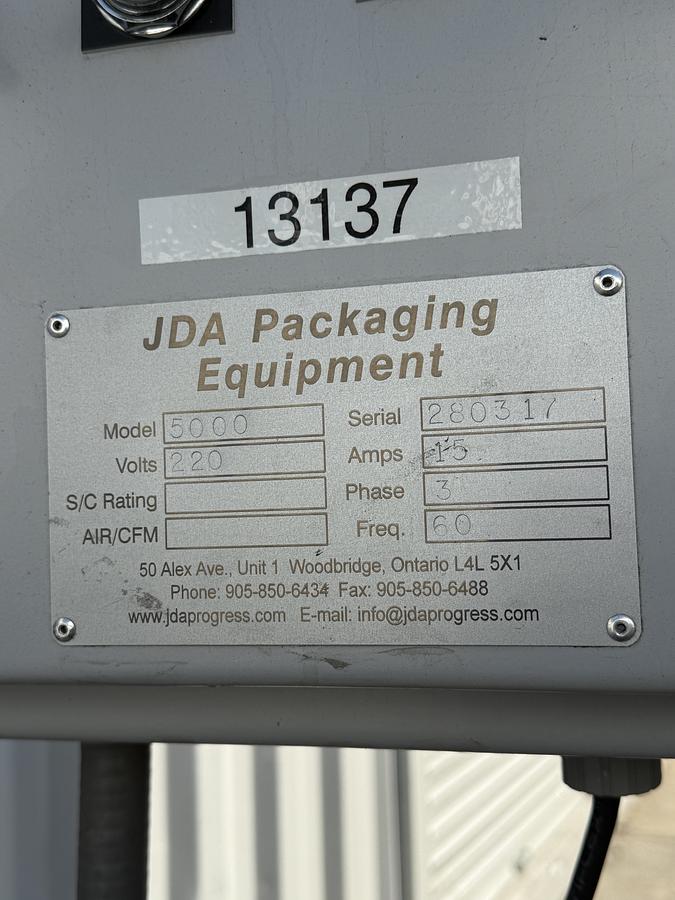 13137
JDA Packaging
Equipment
Model 5000 Serial 280317
Volts 220 Amps 15
S/C Rating Phase 3
AIR/CFM Freq. 60
50 Alex Ave., Unit 1 Woodbridge, Ontario L4L 5X1
Phone: 905-850-6434 Fax: 905-850-6488
www.jdaprogress.com E-mail: info@jdaprogress.com